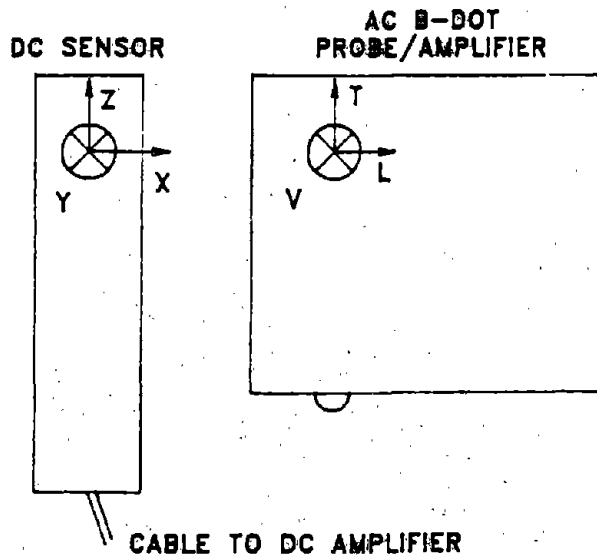 DC SENSOR
AC B-DOT
PROBE/AMPLIFIER
Z
X
Y
T
L
V
CABLE TO DC AMPLIFIER